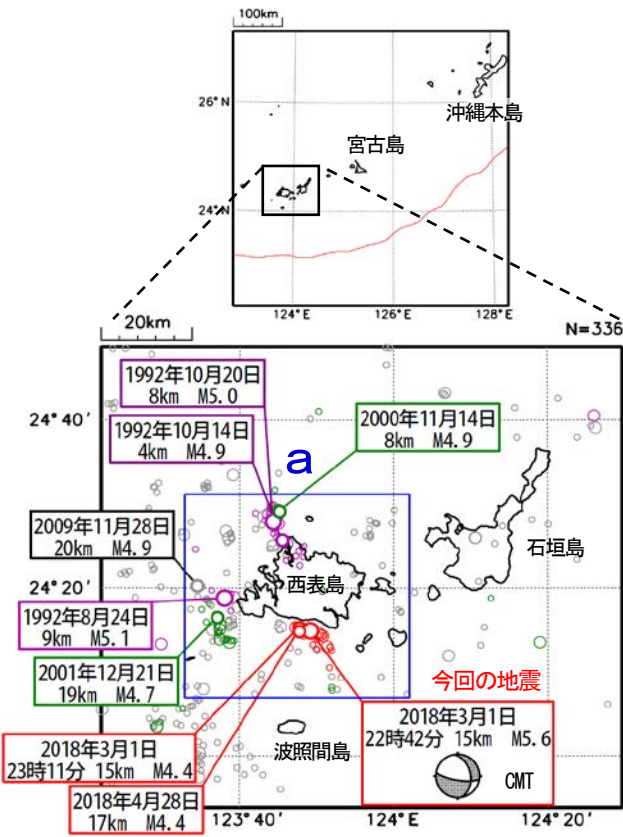 100km
26°N
24°N
124°E
126°E
128°E
沖縄本島
宮古島
20km
N=336
1992年10月20日
8km M5.0
24°40′
2000年11月14日
8km M4.9
1992年10月14日
4km M4.9
a
2009年11月28日
20km M4.9
石垣島
24°20′
西表島
1992年8月24日
9km M5.1
2001年12月21日
19km M4.7
今回の地震
2018年3月1日
22時42分 15km M5.6
CMT
2018年3月1日
23時11分 15km M4.4
波照間島
2018年4月28日
17km M4.4
123°40′
124°E
124°20′